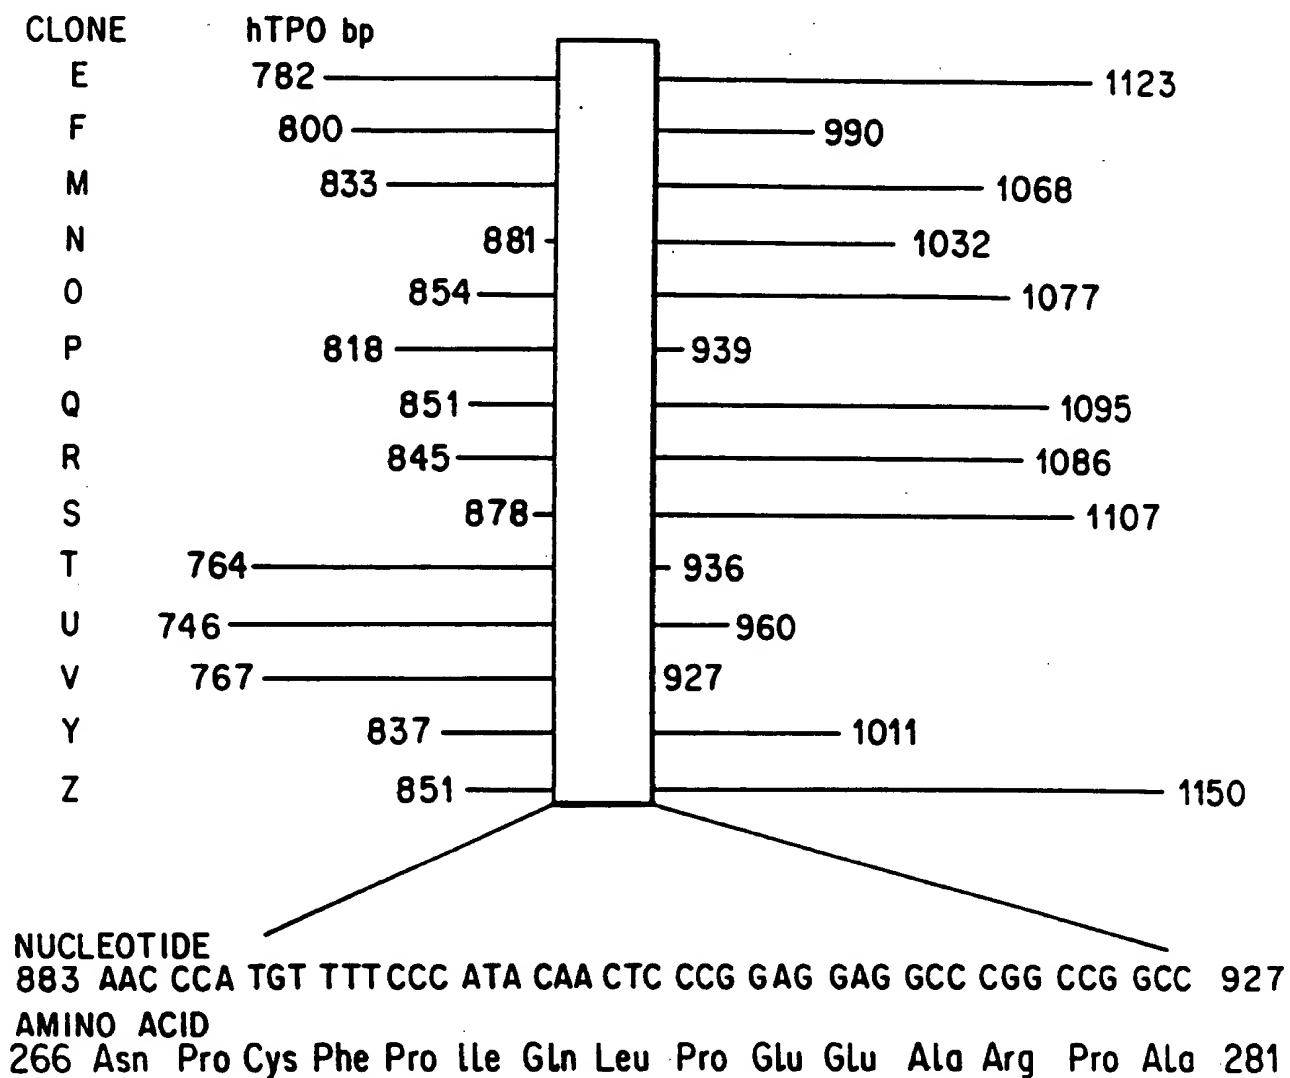 CLONE hTPO bp
E 782 1123
F 800 990
M 833 1068
N 881 1032
O 854 1077
P 818 939
Q 851 1095
R 845 1086
S 878 1107
T 764 936
U 746 960
V 767 927
Y 837 1011
Z 851 1150
NUCLEOTIDE
883 AAC CCA TGT TTT CCC ATA CAA CTC CCG GAG GAG GCC CGG CCG GCC 927
AMINO ACID
266 Asn Pro Cys Phe Pro Ile Gln Leu Pro Glu Glu Ala Arg Pro Ala 281